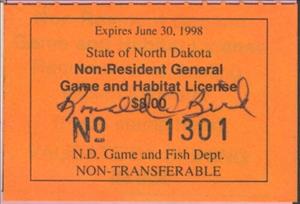 Expires June 30, 1998
State of North Dakota
Non-Resident General
Game and Habitat License
$3.00
No 1301
N.D. Game and Fish Dept.
NON-TRANSFERABLE